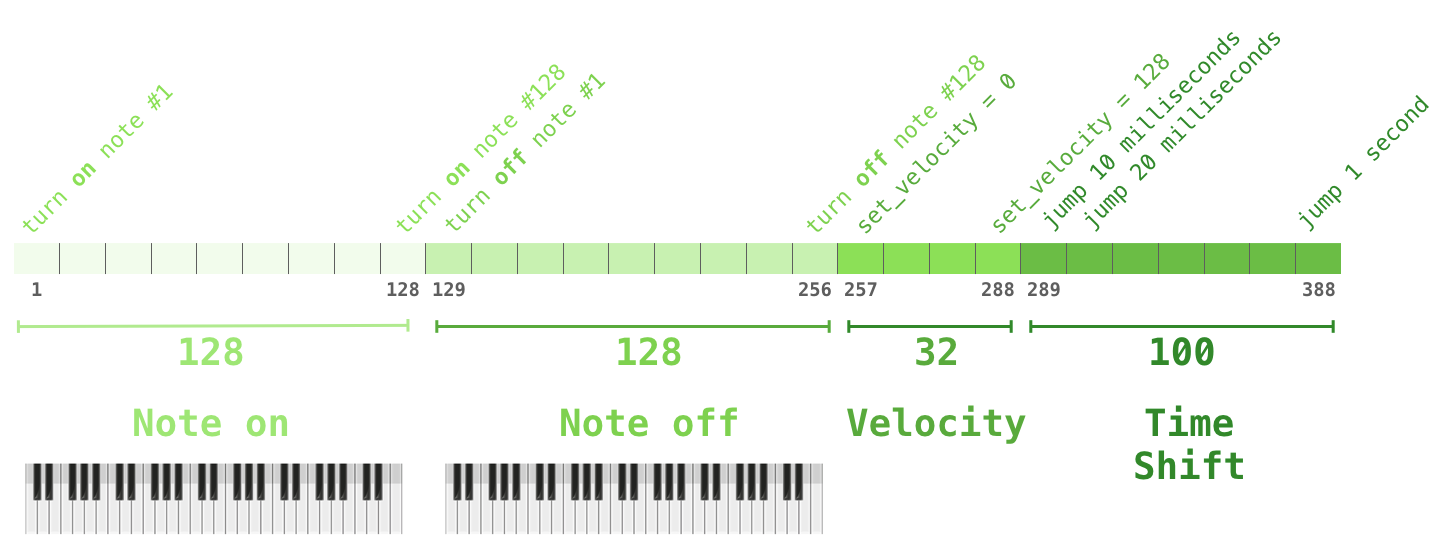 turn on note #1
turn on note #128
turn off note #1
turn off note #128
set_velocity = 0
set_velocity = 128
jump 10 milliseconds
jump 20 milliseconds
jump 1 second
1
128
129
256
257
288
289
388
128
128
32
100
Note on
Note off
Velocity
Time
Shift